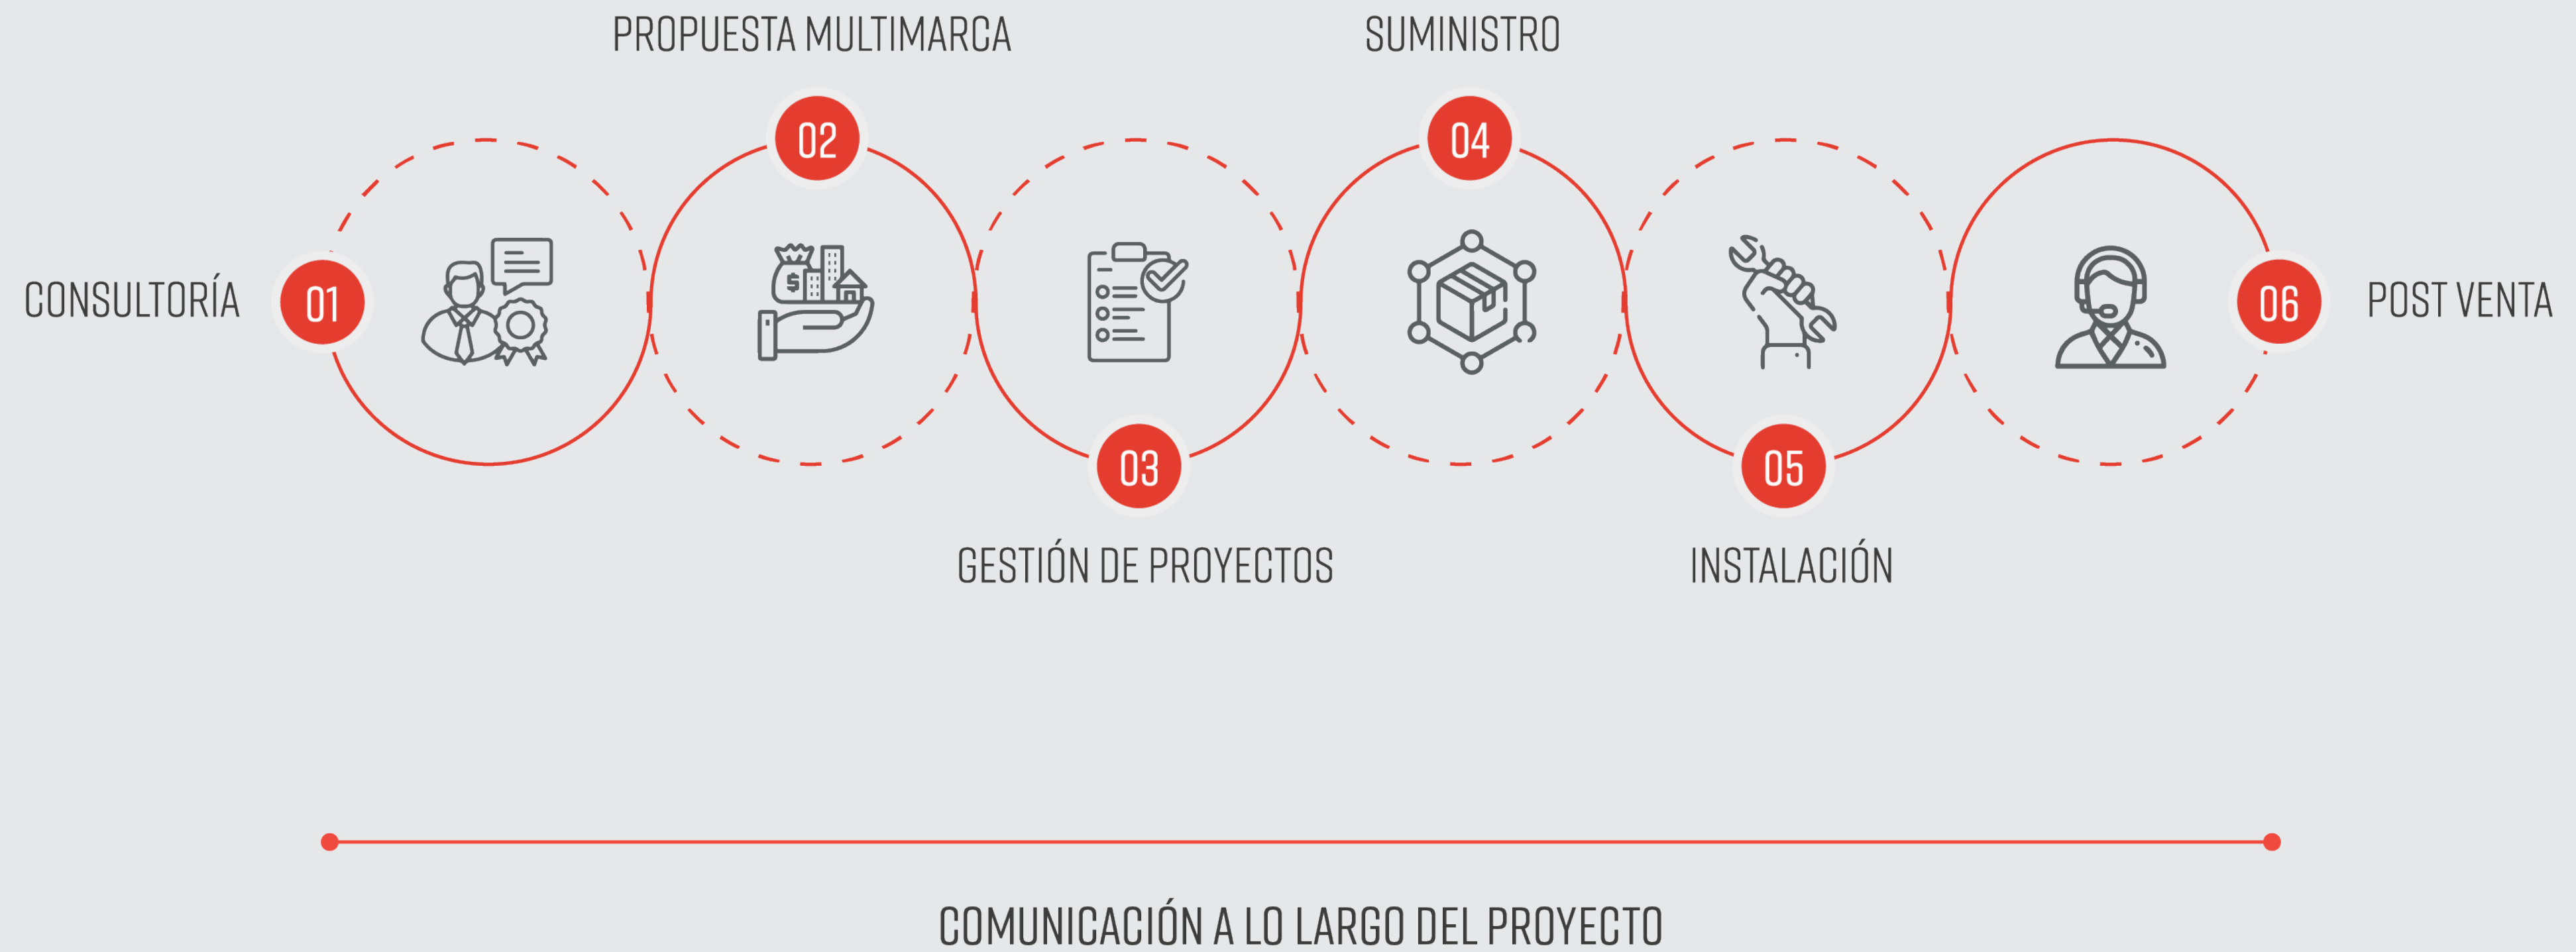 CONSULTORÍA
01
PROPUESTA MULTIMARCA
02
$
03
GESTIÓN DE PROYECTOS
SUMINISTRO
04
05
INSTALACIÓN
06
POST VENTA
COMUNICACIÓN A LO LARGO DEL PROYECTO